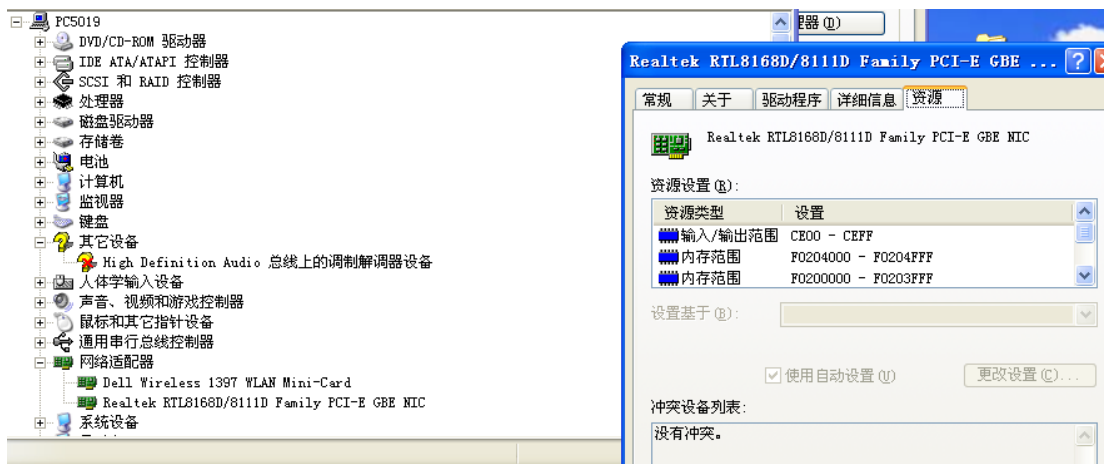 PC5019
DVD/CD-ROM 驱动器
IDE ATA/ATAPI 控制器
SCSI 和 RAID 控制器
处理器
磁盘驱动器
存储卷
电池
计算机
监视器
键盘
其它设备
High Definition Audio 总线上的调制解调器设备
人体学输入设备
声音、视频和游戏控制器
鼠标和其它指针设备
通用串行总线控制器
网络适配器
Dell Wireless 1397 WLAN Mini-Card
Realtek RTL8168D/8111D Family PCI-E GBE NIC
系统设备
理器(D)
Realtek RTL8168D/8111D Family PCI-E GBE ...
常规 关于 驱动程序 详细信息 资源
Realtek RTL8168D/8111D Family PCI-E GBE NIC
资源设置(R):
资源类型 设置
输入/输出范围 CE00 - CEFF
内存范围 F0204000 - F0204FFF
内存范围 F0200000 - F0203FFF
设置基于(B):
使用自动设置(U) 更改设置(C)...
冲突设备列表:
没有冲突。